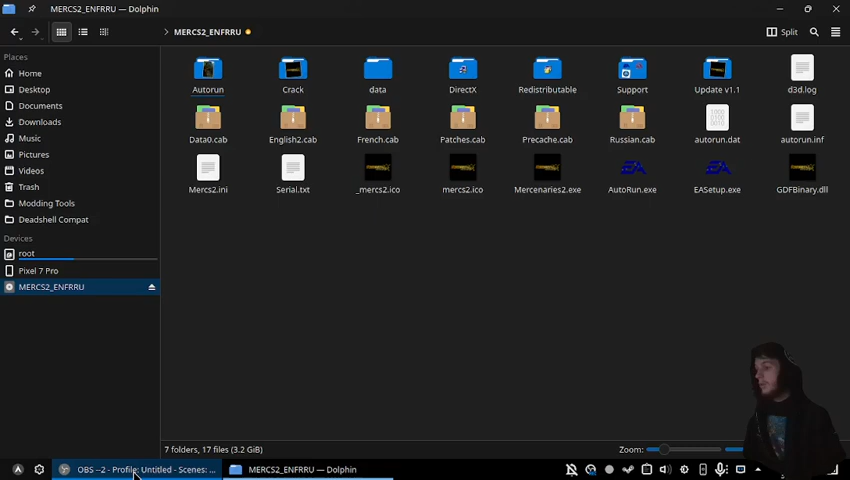 MERCS2_ENFRRU — Dolphin
MERCS2_ENFRRU
Split
Places
Home
Desktop
Documents
Downloads
Music
Pictures
Videos
Trash
Modding Tools
Deadshell Compat
Devices
root
Pixel 7 Pro
MERCS2_ENFRRU
Autorun
Crack
data
DirectX
Redistributable
Support
Update v1.1
d3d.log
Data0.cab
English2.cab
French.cab
Patches.cab
Precache.cab
Russian.cab
autorun.dat
autorun.inf
Mercs2.ini
Serial.txt
_mercs2.ico
mercs2.ico
Mercenaries2.exe
AutoRun.exe
EASetup.exe
GDFBinary.dll
7 folders, 17 files (3.2 GiB)
Zoom:
OBS --2 - Profile: Untitled - Scenes: ...
MERCS2_ENFRRU — Dolphin